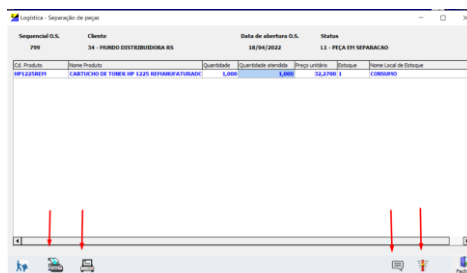 Logística - Separação de peças
Sequencial O.S. Cliente Data de abertura O.S. Status
799 34 - MUNDO DISTRIBUIDORA RS 18/04/2022 11 - PEÇA EM SEPARACAO
Cd. Produto Nome Produto Quantidade Quantidade atendida Preço unitário Estoque Nome Local de Estoque
HP1225REM CARTUCHO DE TONER HP 1225 REMANUFATURADO 1,000 1,000 32,2700 1 CONSUMO